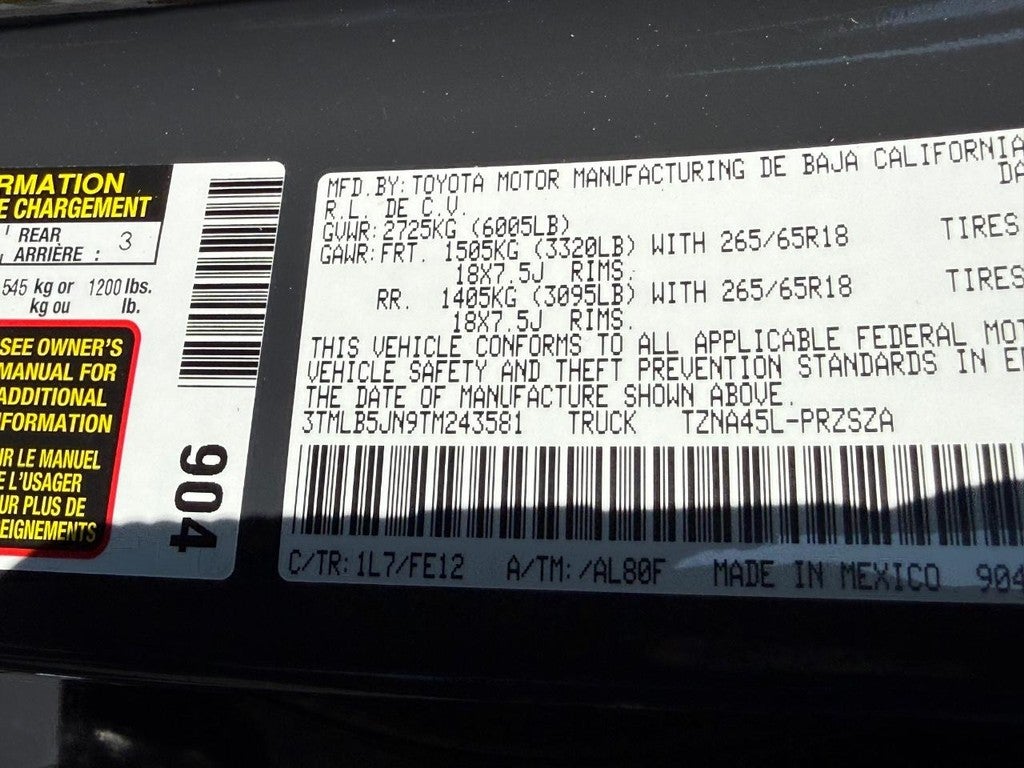 RMATION
E CHARGEMENT
REAR
ARRIÈRE : 3
545 kg or 1200 lbs.
kg ou lb.
SEE OWNER'S
MANUAL FOR
ADDITIONAL
INFORMATION
IR LE MANUEL
E L'USAGER
UR PLUS DE
EIGNEMENTS
904
MFD.BY:TOYOTA MOTOR MANUFACTURING DE BAJA CALIFORNIA
DA
R.L. DE C.V.
GVWR:2725KG (6005LB)
GAWR:FRT. 1505KG (3320LB) WITH 265/65R18 TIRES
18X7.5J RIMS.
RR. 1405KG (3095LB) WITH 265/65R18 TIRES
18X7.5J RIMS.
THIS VEHICLE CONFORMS TO ALL APPLICABLE FEDERAL MOT
VEHICLE SAFETY AND THEFT PREVENTION STANDARDS IN E
THE DATE OF MANUFACTURE SHOWN ABOVE.
3TMLB5JN9TM243581 TRUCK TZNA45L-PRZSZA
C/TR:1L7/FE12 A/TM:/AL80F MADE IN MEXICO 904